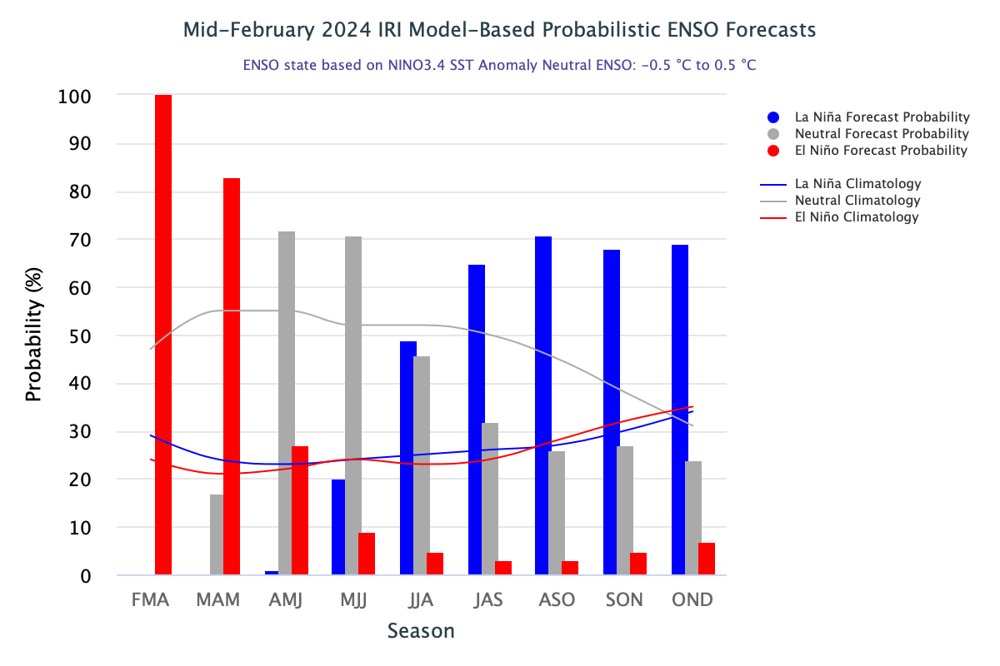 Mid-February 2024 IRI Model-Based Probabilistic ENSO Forecasts
ENSO state based on NINO3.4 SST Anomaly Neutral ENSO: -0.5 °C to 0.5 °C
Probability (%)
100
90
80
70
60
50
40
30
20
10
0
FMA MAM AMJ MJJ JJA JAS ASO SON OND
Season
La Niña Forecast Probability
Neutral Forecast Probability
El Niño Forecast Probability
La Niña Climatology
Neutral Climatology
El Niño Climatology